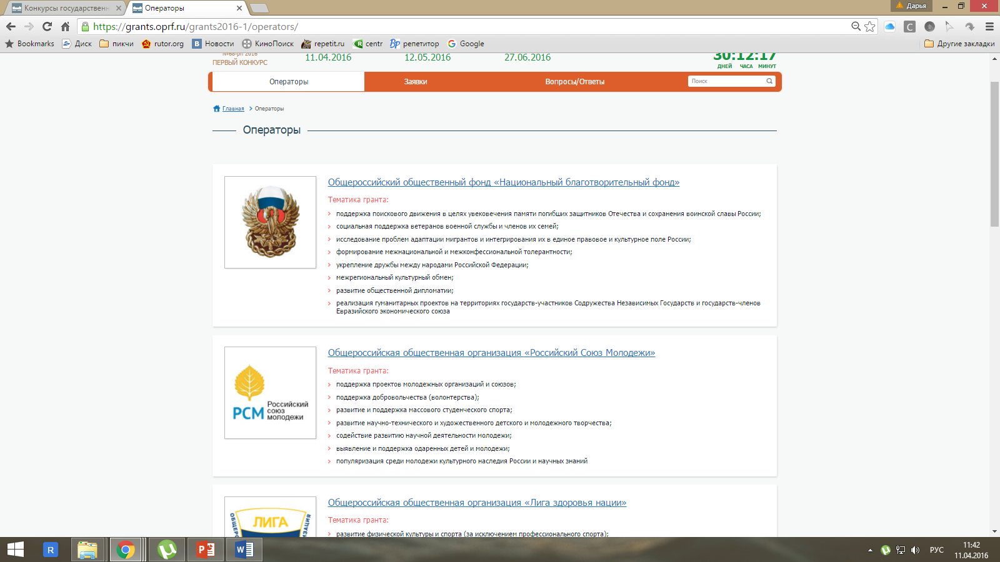 Конкурсы государственн
Операторы
Дарья
https://grants.oprf.ru/grants2016-1/operators/
Bookmarks Диск пикчи rutor.org Новости КиноПоиск repetit.ru centr репетитор Google Другие закладки
№68-рп 2016
ПЕРВЫЙ КОНКУРС
11.04.2016 12.05.2016 27.06.2016
30:12:17
ДНЕЙ ЧАСА МИНУТ
Операторы Заявки Вопросы/Ответы Поиск
Главная > Операторы
Операторы
Общероссийский общественный фонд «Национальный благотворительный фонд»
Тематика гранта:
поддержка поискового движения в целях увековечения памяти погибших защитников Отечества и сохранения воинской славы России;
социальная поддержка ветеранов военной службы и членов их семей;
исследование проблем адаптации мигрантов и интегрирования их в единое правовое и культурное поле России;
формирование межнациональной и межконфессиональной толерантности;
укрепление дружбы между народами Российской Федерации;
межрегиональный культурный обмен;
развитие общественной дипломатии;
реализация гуманитарных проектов на территориях государств-участников Содружества Независимых Государств и государств-членов
Евразийского экономического союза
РСМ
Российский
союз
молодежи
Общероссийская общественная организация «Российский Союз Молодежи»
Тематика гранта:
поддержка проектов молодежных организаций и союзов;
поддержка добровольчества (волонтерства);
развитие и поддержка массового студенческого спорта;
развитие научно-технического и художественного детского и молодежного творчества;
содействие развитию научной деятельности молодежи;
выявление и поддержка одаренных детей и молодежи;
популяризация среди молодежи культурного наследия России и научных знаний
ЛИГА
Общероссийская общественная организация «Лига здоровья нации»
Тематика гранта:
развитие физической культуры и спорта (за исключением профессионального спорта);
РУС
11:42
11.04.2016